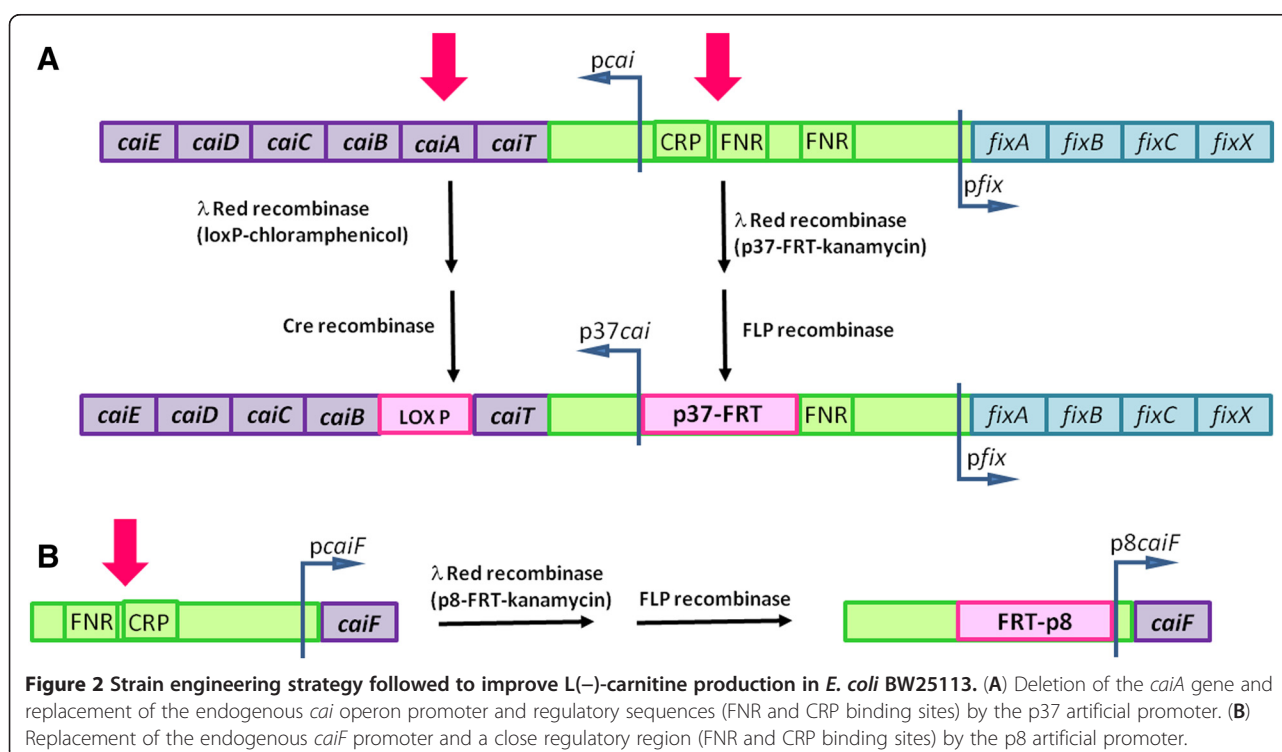 A
pcai
caiE caiD caiC caiB caiA caiT CRP FNR FNR fixA fixB fixC fixX
pfix
λ Red recombinase
(loxP-chloramphenicol)
λ Red recombinase
(p37-FRT-kanamycin)
Cre recombinase
FLP recombinase
p37cai
caiE caiD caiC caiB LOX P caiT p37-FRT FNR fixA fixB fixC fixX
pfix
B
pcaiF
FNR CRP caiF
λ Red recombinase
(p8-FRT-kanamycin)
FLP recombinase
p8caiF
FRT-p8 caiF
Figure 2 Strain engineering strategy followed to improve L(−)-carnitine production in E. coli BW25113. (A) Deletion of the caiA gene and
replacement of the endogenous cai operon promoter and regulatory sequences (FNR and CRP binding sites) by the p37 artificial promoter. (B)
Replacement of the endogenous caiF promoter and a close regulatory region (FNR and CRP binding sites) by the p8 artificial promoter.